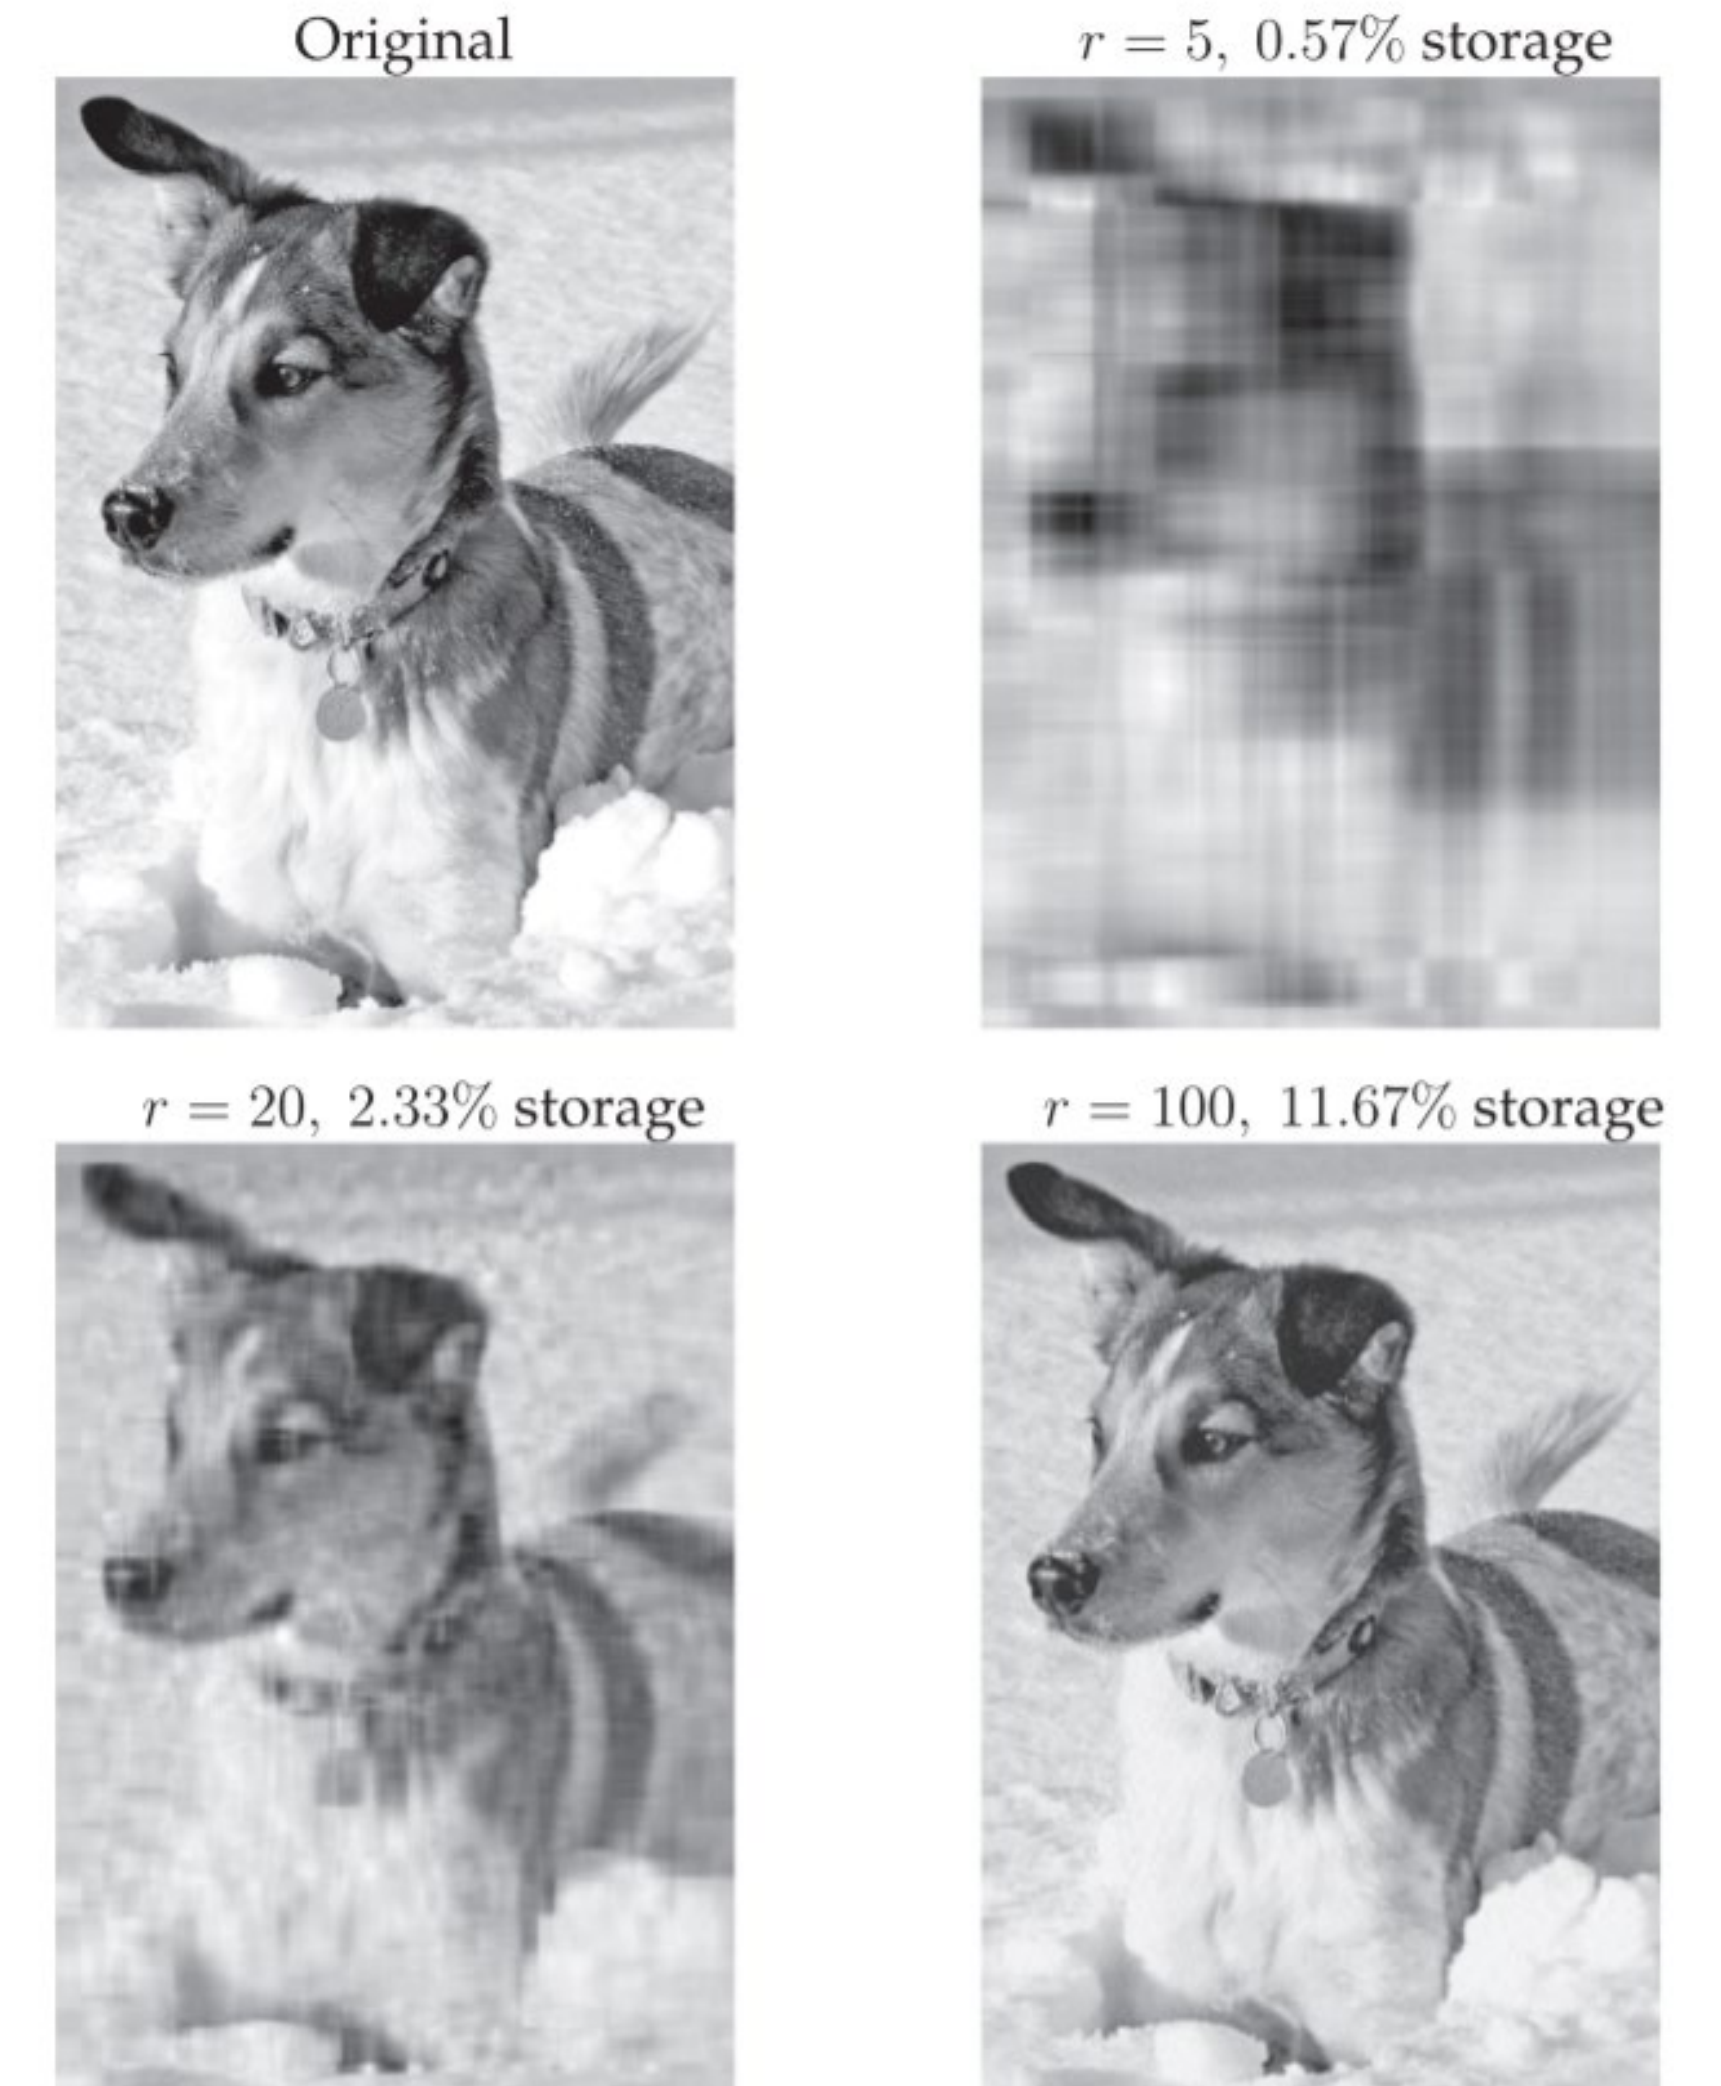 Original
r = 5, 0.57% storage
r = 20, 2.33% storage
r = 100, 11.67% storage